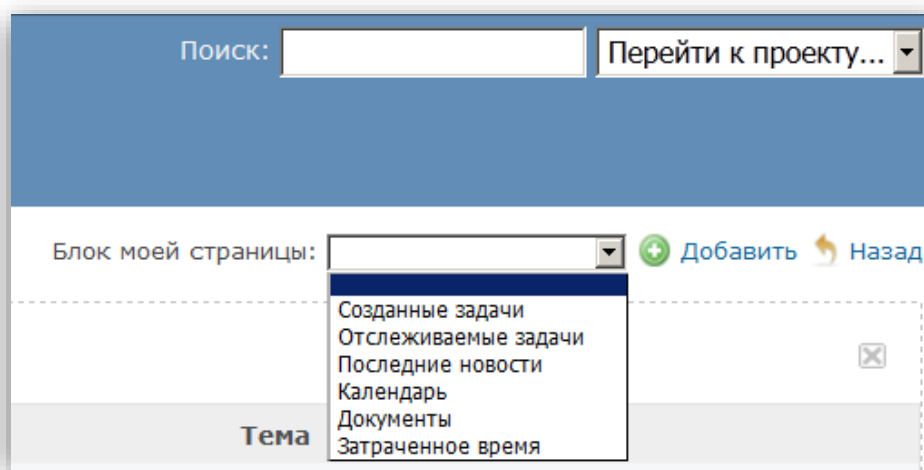 Поиск: Перейти к проекту...
Блок моей страницы: Добавить Назад
Созданные задачи
Отслеживаемые задачи
Последние новости
Календарь
Документы
Тема
Затраченное время